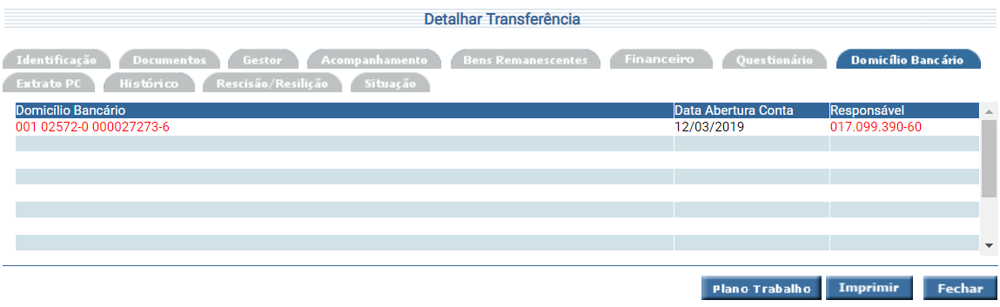 Detalhar Transferência
Identificação Documentos Gestor Acompanhamento Bens Remanescentes Financeiro Questionário Domicílio Bancário
Extrato PC Histórico Rescisão/Resilição Situação
Domicílio Bancário Data Abertura Conta Responsável
001 02572-0 000027273-6 12/03/2019 017.099.390-60
Plano Trabalho Imprimir Fechar